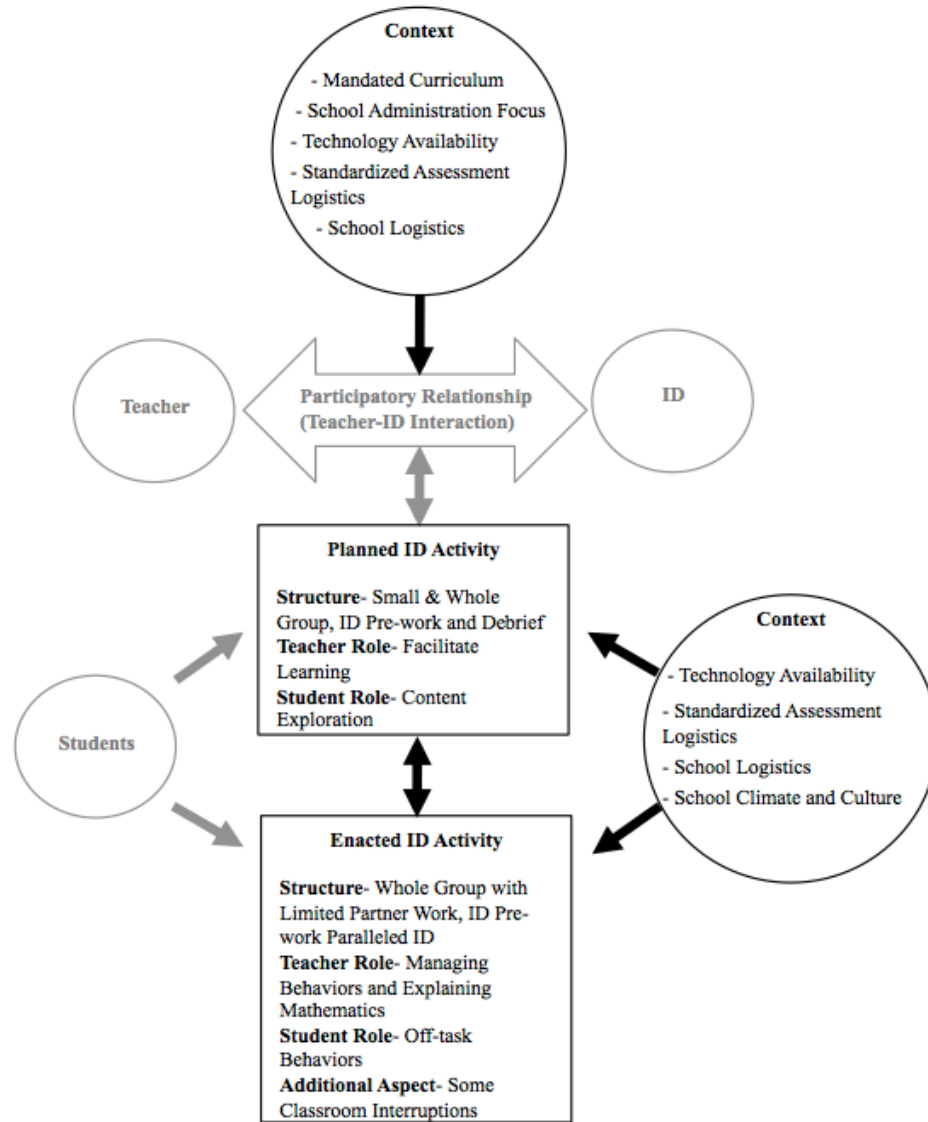 Context
- Mandated Curriculum
- School Administration Focus
- Technology Availability
- Standardized Assessment
Logistics
- School Logistics
Teacher
Participatory Relationship
(Teacher-ID Interaction)
ID
Planned ID Activity
Structure- Small & Whole
Group, ID Pre-work and Debrief
Teacher Role- Facilitate
Learning
Student Role- Content
Exploration
Students
Context
- Technology Availability
- Standardized Assessment
Logistics
- School Logistics
- School Climate and Culture
Enacted ID Activity
Structure- Whole Group with
Limited Partner Work, ID Pre-
work Paralleled ID
Teacher Role- Managing
Behaviors and Explaining
Mathematics
Student Role- Off-task
Behaviors
Additional Aspect- Some
Classroom Interruptions